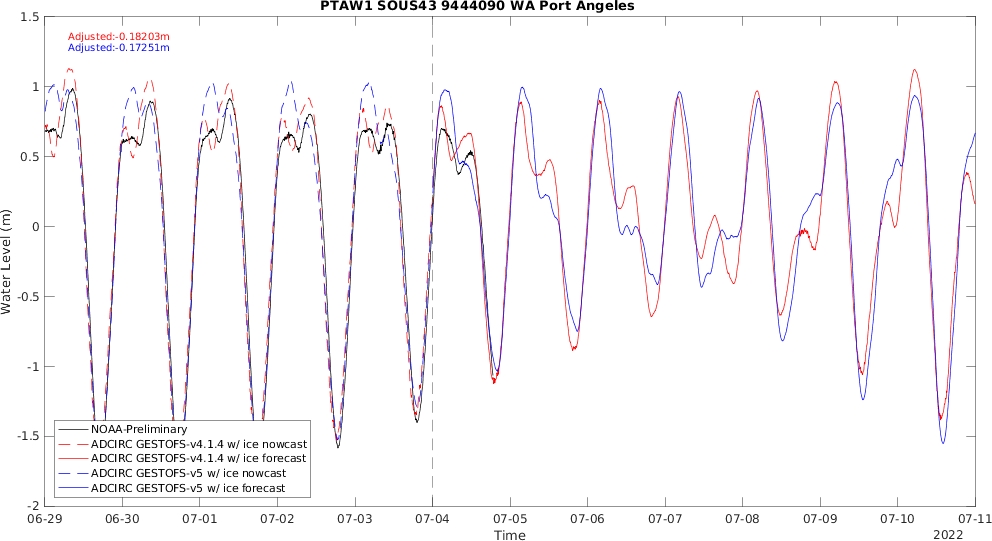 PTAW1 SOUS43 9444090 WA Port Angeles
Adjusted:-0.18203m
Adjusted:-0.17251m
1.5
1
0.5
0
-0.5
-1
-1.5
-2
Water Level (m)
NOAA-Preliminary
ADCIRC GESTOFS-v4.1.4 w/ ice nowcast
ADCIRC GESTOFS-v4.1.4 w/ ice forecast
ADCIRC GESTOFS-v5 w/ ice nowcast
ADCIRC GESTOFS-v5 w/ ice forecast
06-29 06-30 07-01 07-02 07-03 07-04 07-05 07-06 07-07 07-08 07-09 07-10 07-11
Time
2022